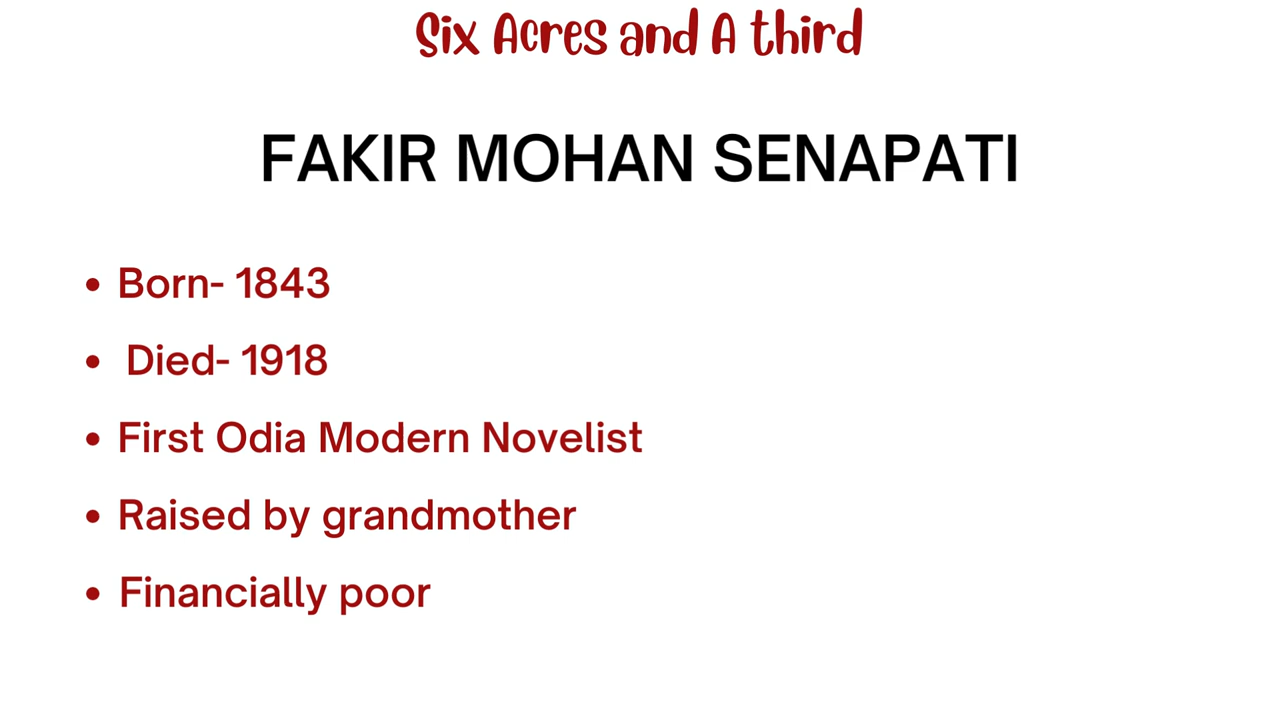 Six Acres and A third
FAKIR MOHAN SENAPATI
• Born- 1843
• Died- 1918
• First Odia Modern Novelist
• Raised by grandmother
• Financially poor